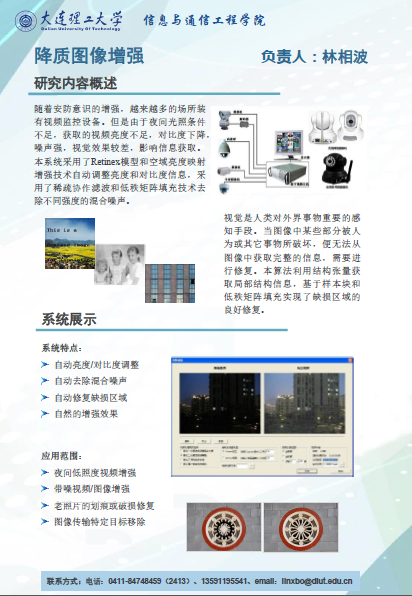 大连理工大学 信息与通信工程学院
Dalian University Of Technology
降质图像增强 负责人：林相波
研究内容概述
随着安防意识的增强，越来越多的场所装
有视频监控设备。但是由于夜间光照条件
不足，获取的视频亮度不足，对比度下降，
噪声强，视觉效果较差，影响信息获取。
本系统采用了Retinex模型和空域亮度映射
增强技术自动调整亮度和对比度信息，采
用了稀疏协作滤波和低秩矩阵填充技术去
除不同强度的混合噪声。
This is a
视觉是人类对外界事物重要的感
知手段。当图像中某些部分被人
为或其它事物所破坏，便无法从
图像中获取完整的信息，需要进
行修复。本算法利用结构张量获
取局部结构信息，基于样本块和
低秩矩阵填充实现了缺损区域的
良好修复。
系统展示
系统特点：
自动亮度/对比度调整
自动去除混合噪声
自动修复缺损区域
自然的增强效果
应用范围：
夜间低照度视频增强
带噪视频/图像增强
老照片的划痕或破损修复
图像传输特定目标移除
联系方式：电话：0411-84748459（2413）、13591195541、email：linxbo@dlut.edu.cn